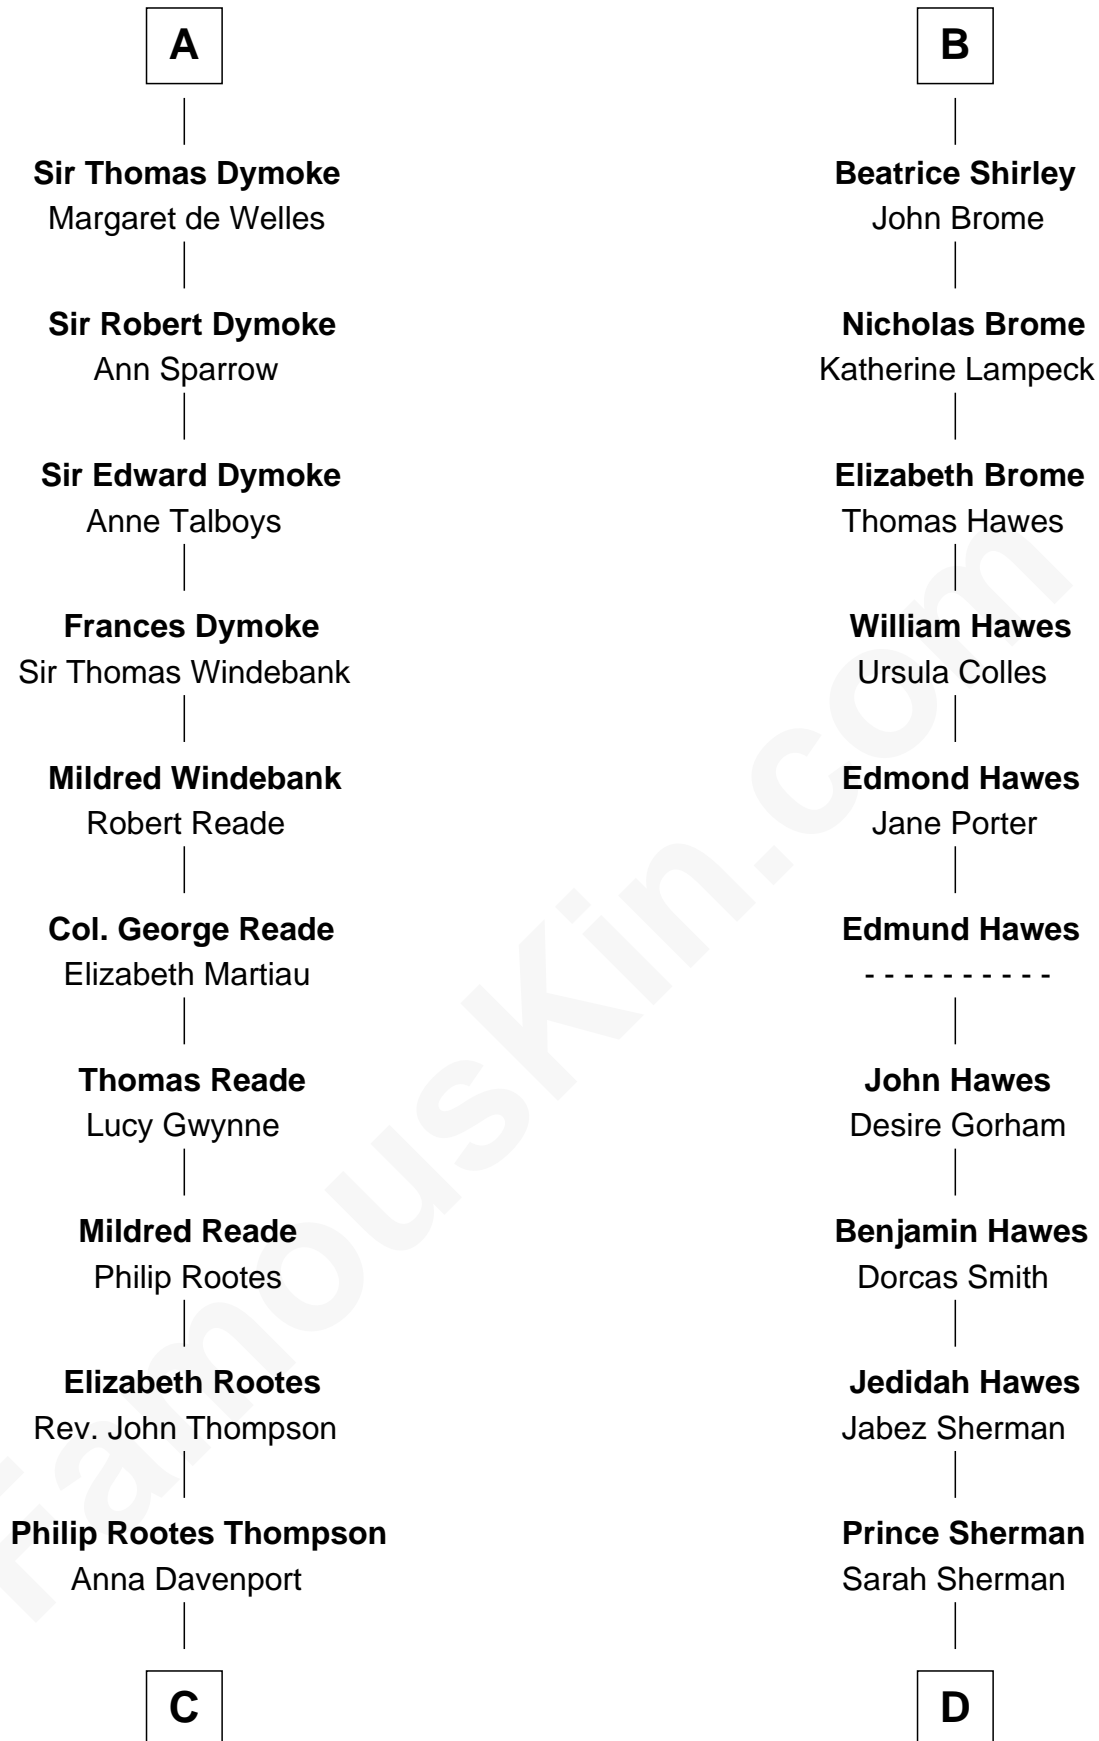 A
Sir Thomas Dymoke
Margaret de Welles
Sir Robert Dymoke
Ann Sparrow
Sir Edward Dymoke
Anne Talboys
Frances Dymoke
Sir Thomas Windebank
Mildred Windebank
Robert Reade
Col. George Reade
Elizabeth Martiau
Thomas Reade
Lucy Gwynne
Mildred Reade
Philip Rootes
Elizabeth Rootes
Rev. John Thompson
Philip Rootes Thompson
Anna Davenport
C
B
Beatrice Shirley
John Brome
Nicholas Brome
Katherine Lampeck
Elizabeth Brome
Thomas Hawes
William Hawes
Ursula Colles
Edmond Hawes
Jane Porter
Edmund Hawes
- - - - - - - - - -
John Hawes
Desire Gorham
Benjamin Hawes
Dorcas Smith
Jedidah Hawes
Jabez Sherman
Prince Sherman
Sarah Sherman
D
FamousKin.com